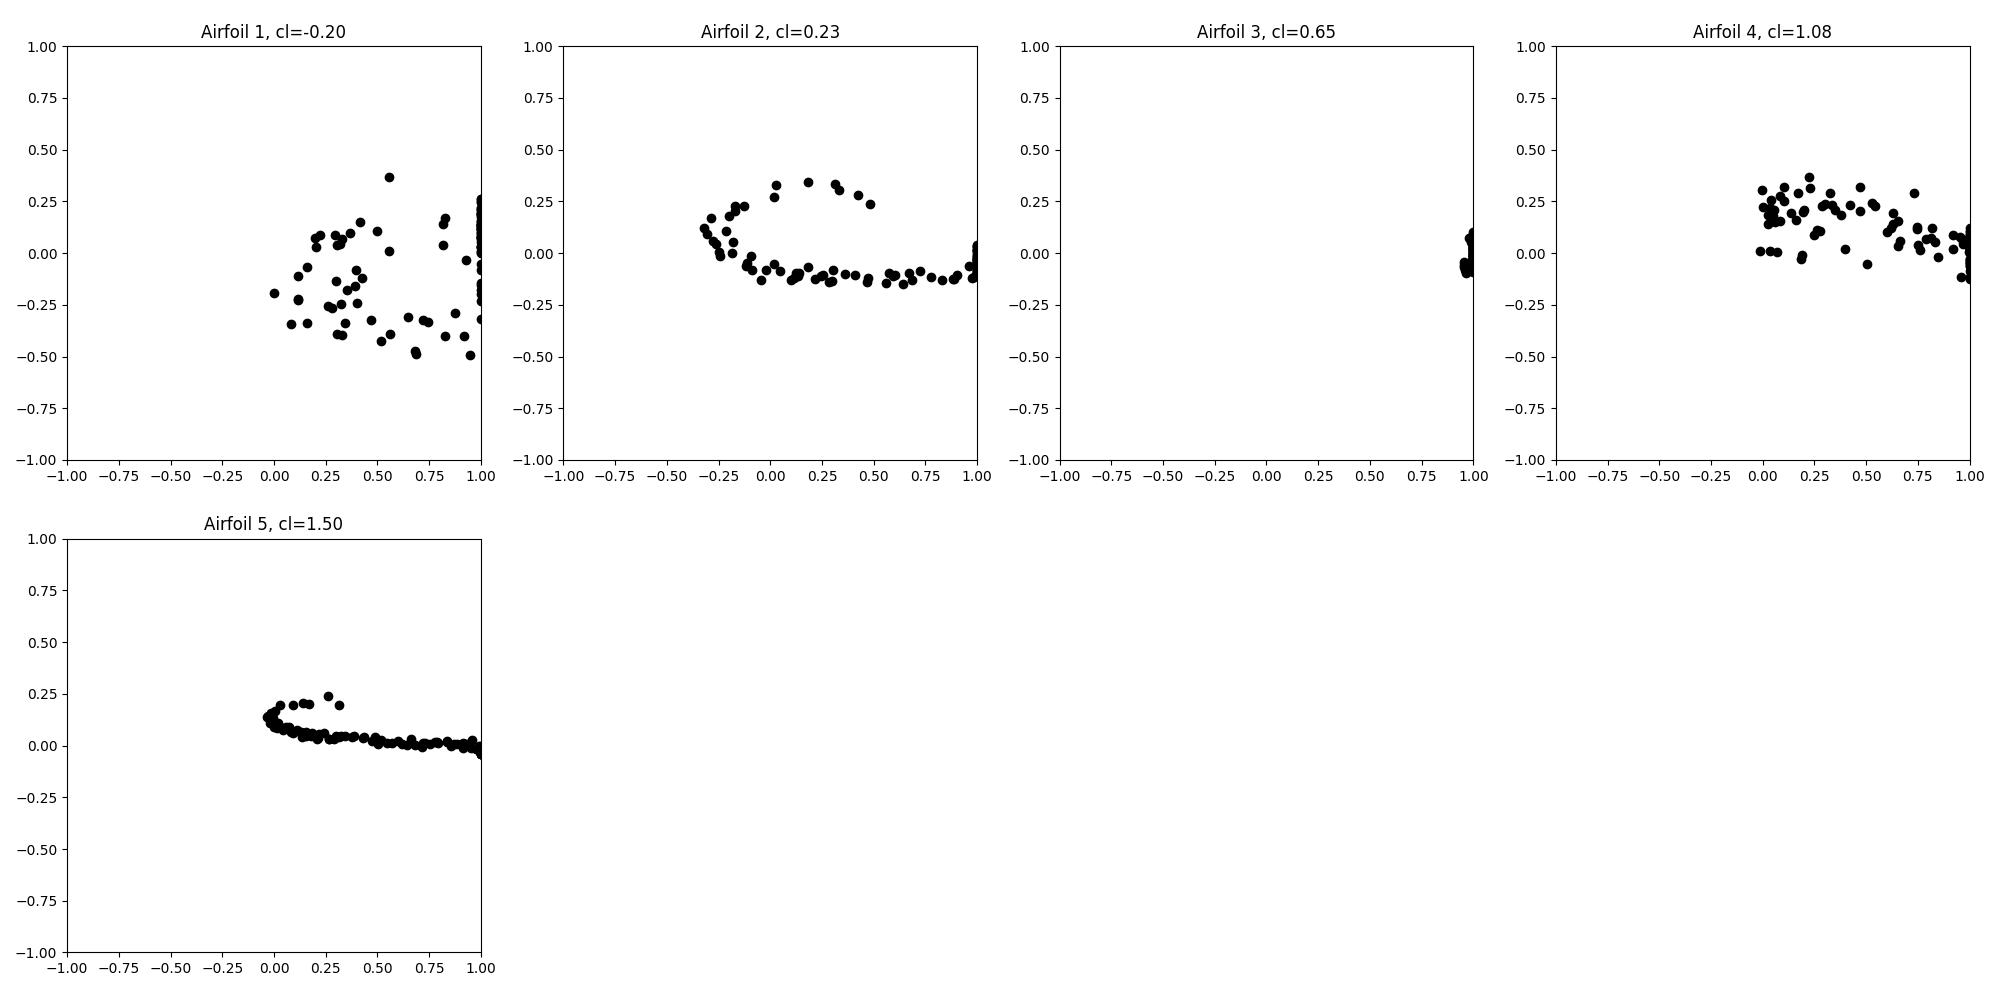 Airfoil 1, cl=-0.20
Airfoil 2, cl=0.23
Airfoil 3, cl=0.65
Airfoil 4, cl=1.08
1.00 1.00 1.00 1.00
0.75 0.75 0.75 0.75
0.50 0.50 0.50 0.50
0.25 0.25 0.25 0.25
0.00 0.00 0.00 0.00
−0.25 −0.25 −0.25 −0.25
−0.50 −0.50 −0.50 −0.50
−0.75 −0.75 −0.75 −0.75
−1.00 −1.00 −1.00 −1.00
−1.00 −0.75 −0.50 −0.25 0.00 0.25 0.50 0.75 1.00
−1.00 −0.75 −0.50 −0.25 0.00 0.25 0.50 0.75 1.00
−1.00 −0.75 −0.50 −0.25 0.00 0.25 0.50 0.75 1.00
−1.00 −0.75 −0.50 −0.25 0.00 0.25 0.50 0.75 1.00
Airfoil 5, cl=1.50
1.00
0.75
0.50
0.25
0.00
−0.25
−0.50
−0.75
−1.00
−1.00 −0.75 −0.50 −0.25 0.00 0.25 0.50 0.75 1.00